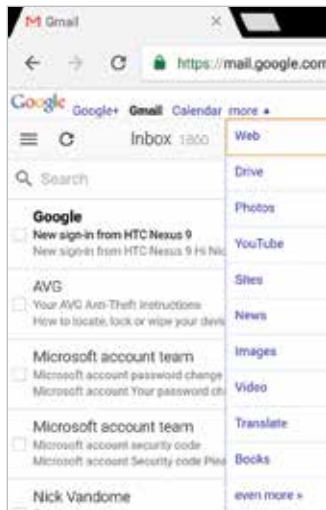 Gmail
https://mail.google.com
Google Google+ Gmail Calendar more
Inbox 1800
Search
Google
New sign-in from HTC Nexus 9
New sign-in from HTC Nexus 9 Hi Nic
AVG
Your AVG Anti-Theft instructions
How to locate, lock or wipe your devi
Microsoft account team
Microsoft account password change
Microsoft account Your password ch
Microsoft account team
Microsoft account security code
Microsoft account Security code Plea
Nick Vandome
Web
Drive
Photos
YouTube
Sites
News
Images
Video
Translate
Books
even more »